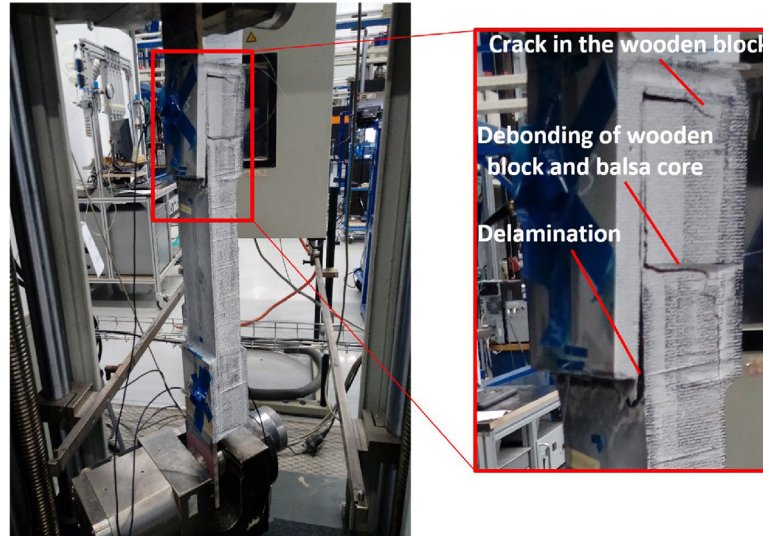 Crack in the wooden block
Debonding of wooden
block and balsa core
Delamination